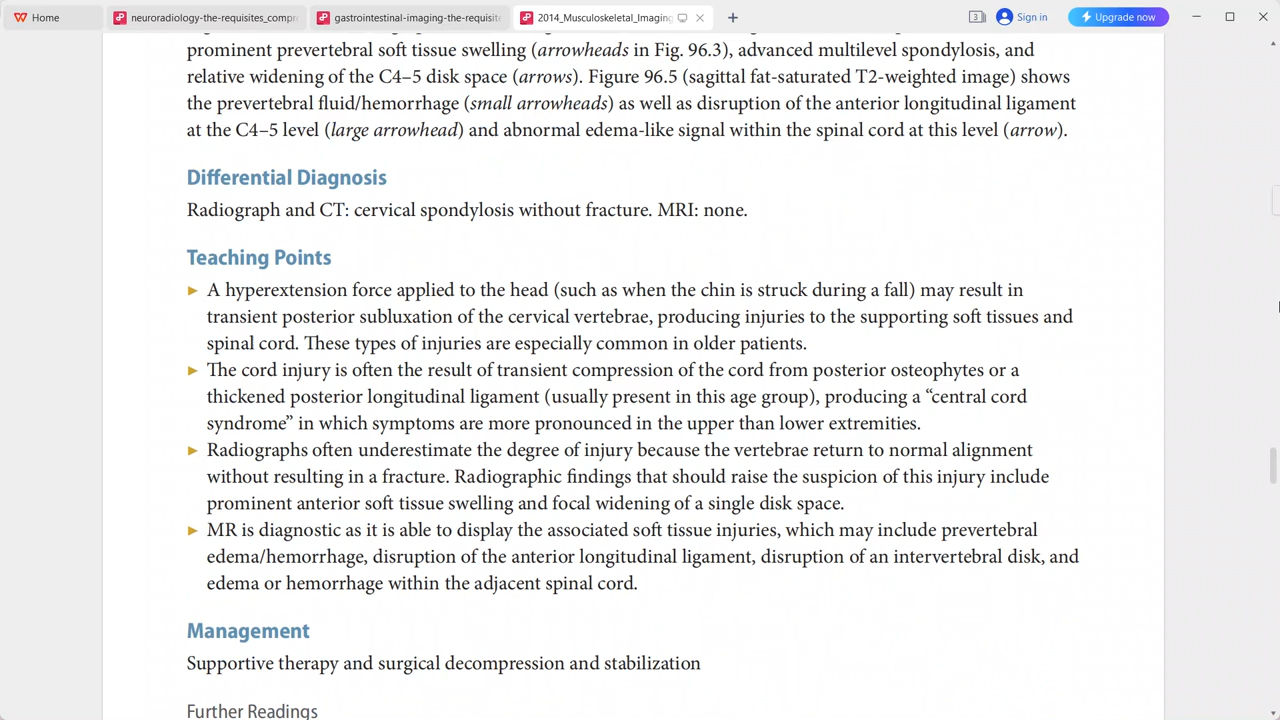 Home
neuroradiology-the-requisites_compr
gastrointestinal-imaging-the-requisite
2014_Musculoskeletal_Imaging
3
Sign in
Upgrade now
prominent prevertebral soft tissue swelling (arrowheads in Fig. 96.3), advanced multilevel spondylosis, and
relative widening of the C4–5 disk space (arrows). Figure 96.5 (sagittal fat-saturated T2-weighted image) shows
the prevertebral fluid/hemorrhage (small arrowheads) as well as disruption of the anterior longitudinal ligament
at the C4–5 level (large arrowhead) and abnormal edema-like signal within the spinal cord at this level (arrow).
Differential Diagnosis
Radiograph and CT: cervical spondylosis without fracture. MRI: none.
Teaching Points
► A hyperextension force applied to the head (such as when the chin is struck during a fall) may result in
transient posterior subluxation of the cervical vertebrae, producing injuries to the supporting soft tissues and
spinal cord. These types of injuries are especially common in older patients.
► The cord injury is often the result of transient compression of the cord from posterior osteophytes or a
thickened posterior longitudinal ligament (usually present in this age group), producing a “central cord
syndrome” in which symptoms are more pronounced in the upper than lower extremities.
► Radiographs often underestimate the degree of injury because the vertebrae return to normal alignment
without resulting in a fracture. Radiographic findings that should raise the suspicion of this injury include
prominent anterior soft tissue swelling and focal widening of a single disk space.
► MR is diagnostic as it is able to display the associated soft tissue injuries, which may include prevertebral
edema/hemorrhage, disruption of the anterior longitudinal ligament, disruption of an intervertebral disk, and
edema or hemorrhage within the adjacent spinal cord.
Management
Supportive therapy and surgical decompression and stabilization
Further Readings